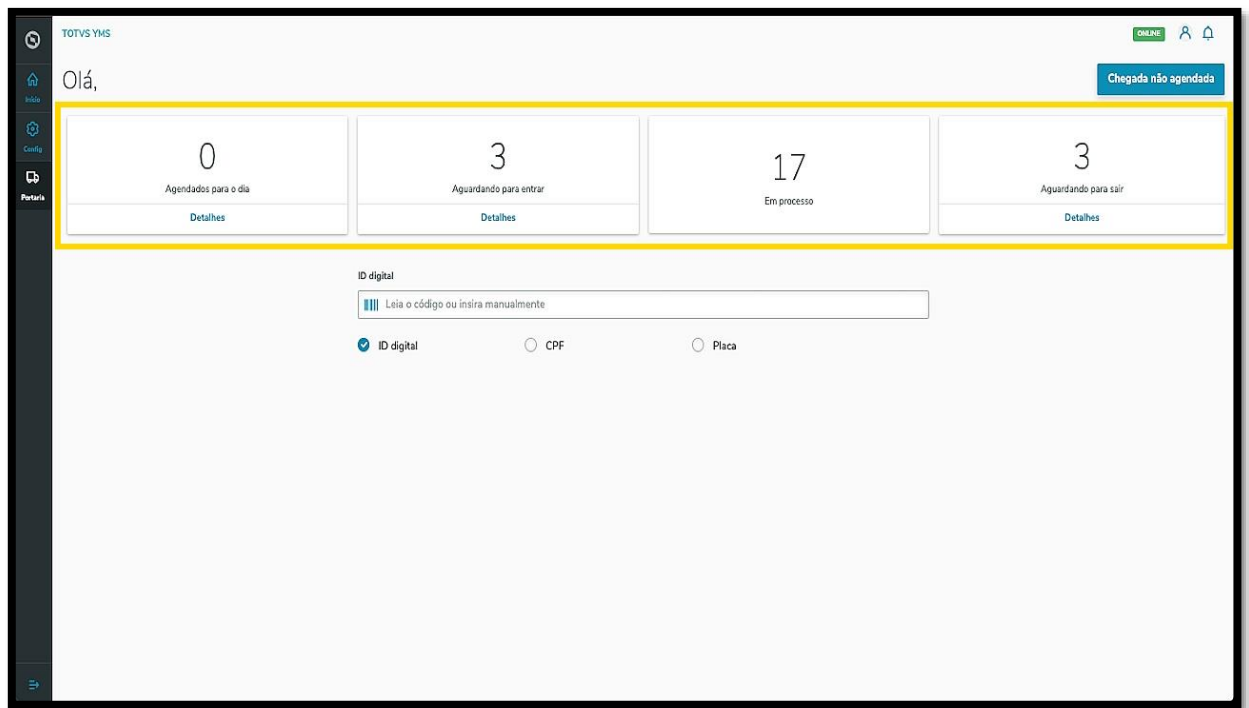 TOTVS YMS
ONLINE
Olá,
Chegada não agendada
Início
Config
Portaria
0
Agendados para o dia
Detalhes
3
Aguardando para entrar
Detalhes
17
Em processo
3
Aguardando para sair
Detalhes
ID digital
Leia o código ou insira manualmente
ID digital
CPF
Placa